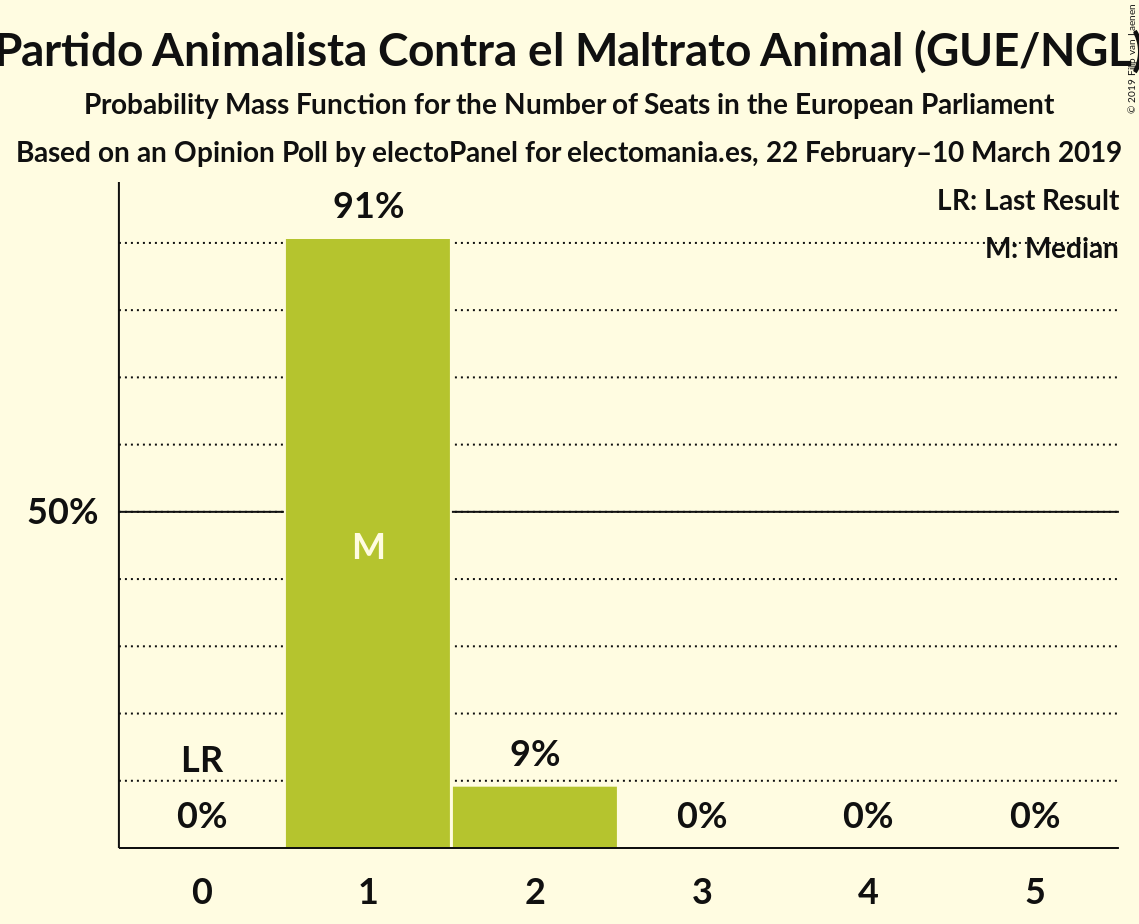 Partido Animalista Contra el Maltrato Animal (GUE/NGL)
Probability Mass Function for the Number of Seats in the European Parliament
Based on an Opinion Poll by electoPanel for electomania.es, 22 February–10 March 2019
© 2019 Filip van Laenen
LR: Last Result
M: Median
91%
50%
M
LR
9%
0%
0%
0%
0%
0
1
2
3
4
5